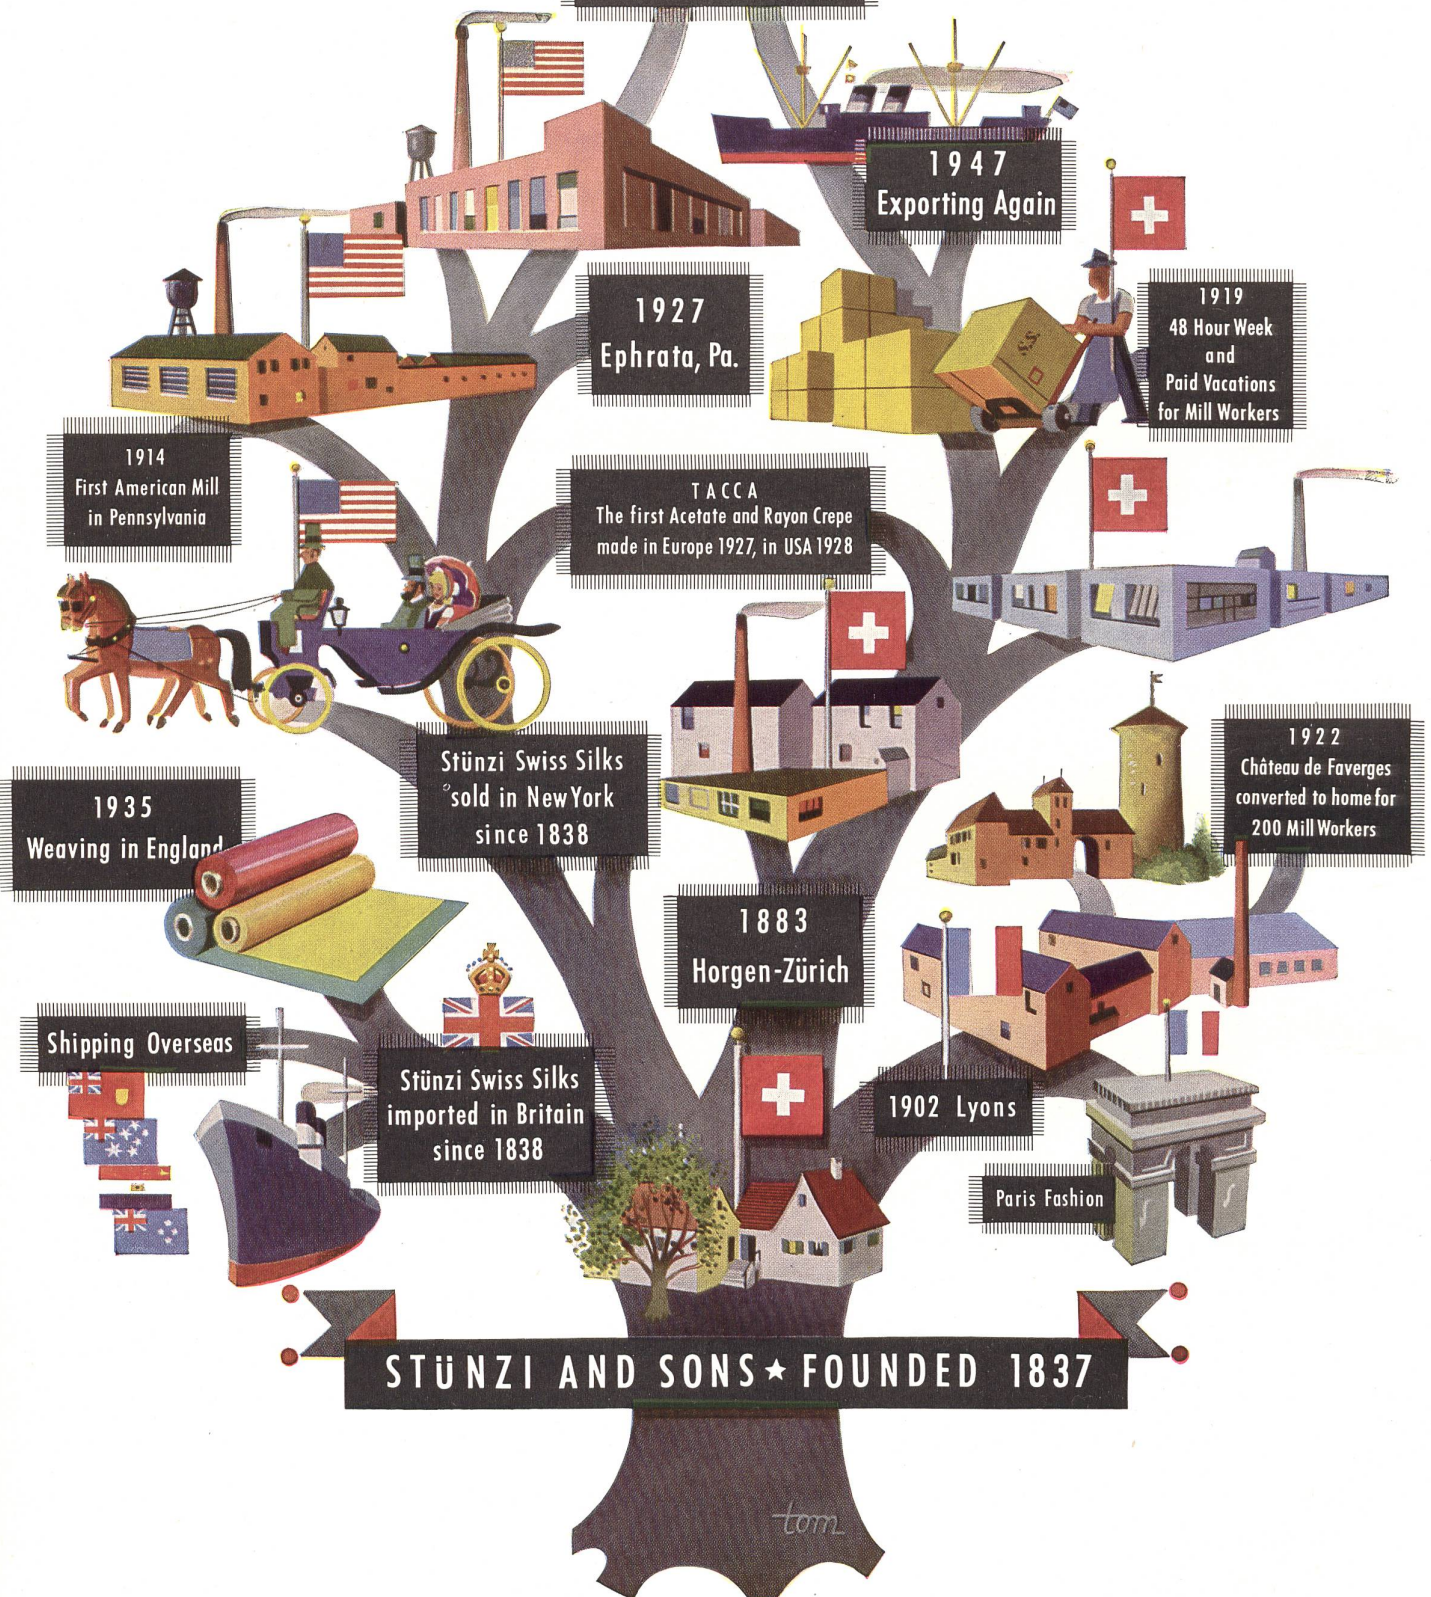 1947
Exporting Again
1927
Ephrata, Pa.
1919
48 Hour Week
and
Paid Vacations
for Mill Workers
S.S.
1914
First American Mill
in Pennsylvania
TACCA
The first Acetate and Rayon Crepe
made in Europe 1927, in USA 1928
Stünzi Swiss Silks
sold in New York
since 1838
1922
Château de Faverges
converted to home for
200 Mill Workers
1935
Weaving in England
1883
Horgen-Zürich
Shipping Overseas
Stünzi Swiss Silks
imported in Britain
since 1838
1902 Lyons
Paris Fashion
STÜNZI AND SONS ★ FOUNDED 1837
tom